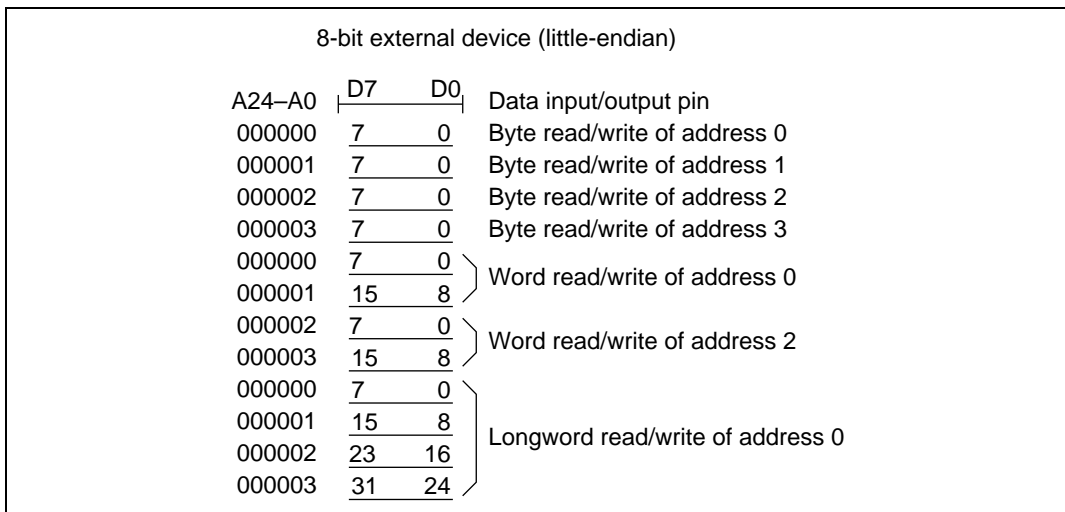 8-bit external device (little-endian)
A24–A0 D7 D0 Data input/output pin
000000 7 0 Byte read/write of address 0
000001 7 0 Byte read/write of address 1
000002 7 0 Byte read/write of address 2
000003 7 0 Byte read/write of address 3
000000 7 0 Word read/write of address 0
000001 15 8
000002 7 0 Word read/write of address 2
000003 15 8
000000 7 0
000001 15 8 Longword read/write of address 0
000002 23 16
000003 31 24